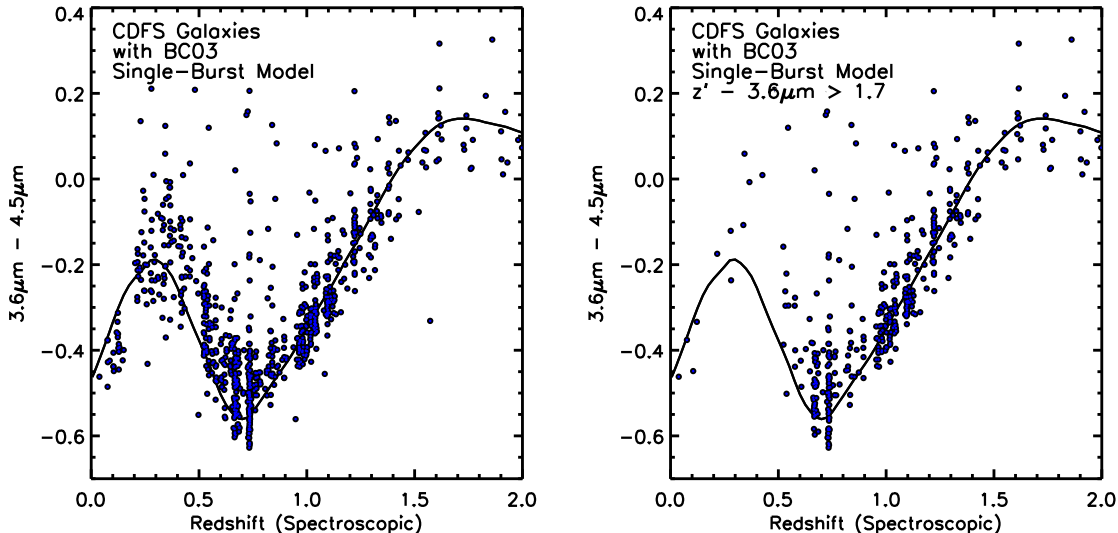 CDFS Galaxies
with BC03
Single-Burst Model
0.4
0.2
0.0
-0.2
-0.4
-0.6
3.6μm - 4.5μm
0.0 0.5 1.0 1.5 2.0
Redshift (Spectroscopic)
CDFS Galaxies
with BC03
Single-Burst Model
z' - 3.6μm > 1.7
0.4
0.2
0.0
-0.2
-0.4
-0.6
3.6μm - 4.5μm
0.0 0.5 1.0 1.5 2.0
Redshift (Spectroscopic)